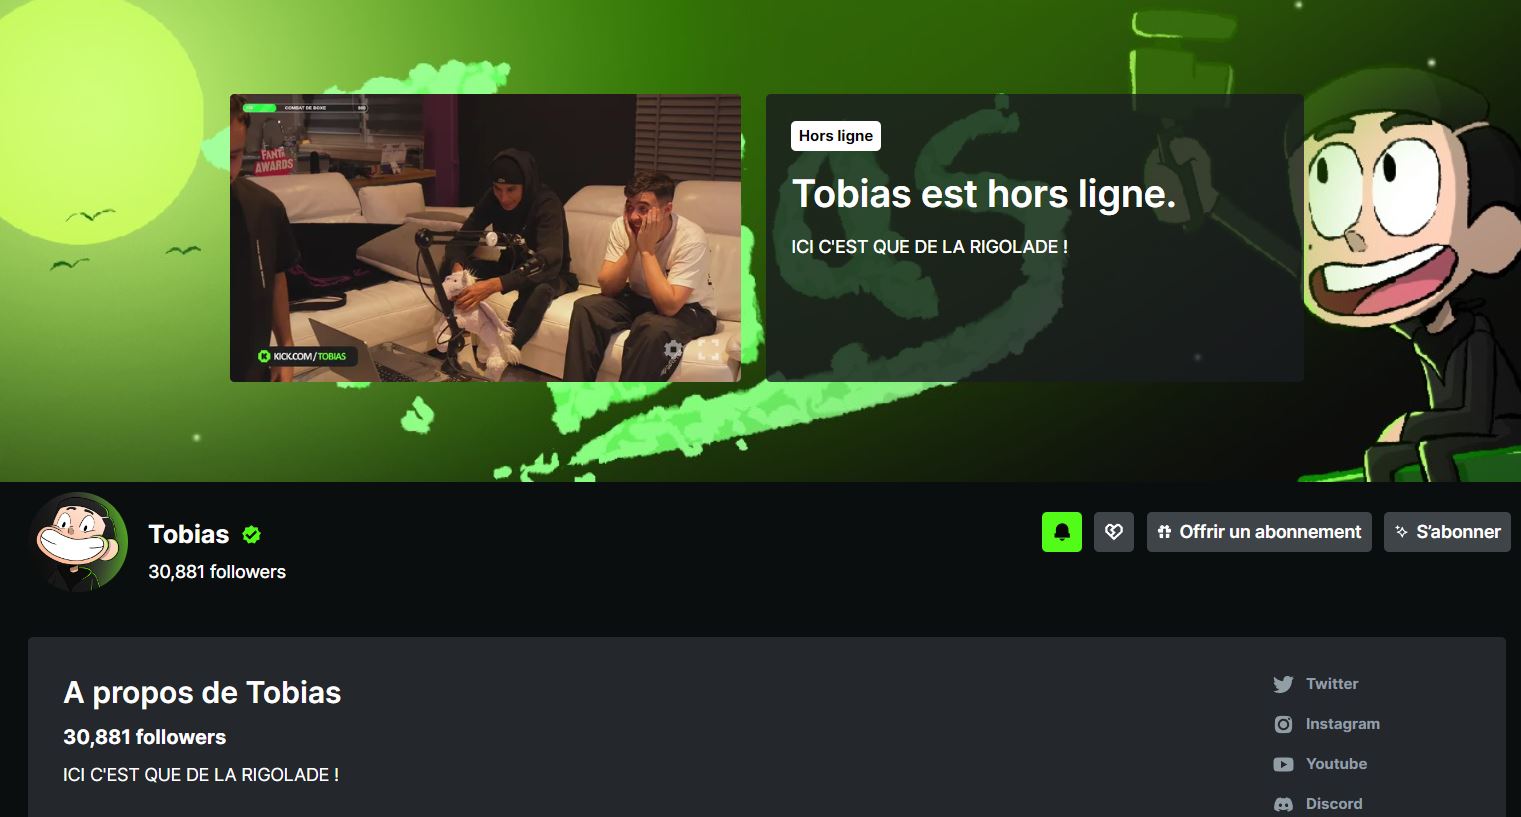 COMBAT DE BOXE
FANTA
AWARDS
KICK.COM/TOBIAS
Hors ligne
Tobias est hors ligne.
ICI C'EST QUE DE LA RIGOLADE !
Tobias
30,881 followers
Offrir un abonnement
S'abonner
A propos de Tobias
30,881 followers
ICI C'EST QUE DE LA RIGOLADE !
Twitter
Instagram
Youtube
Discord